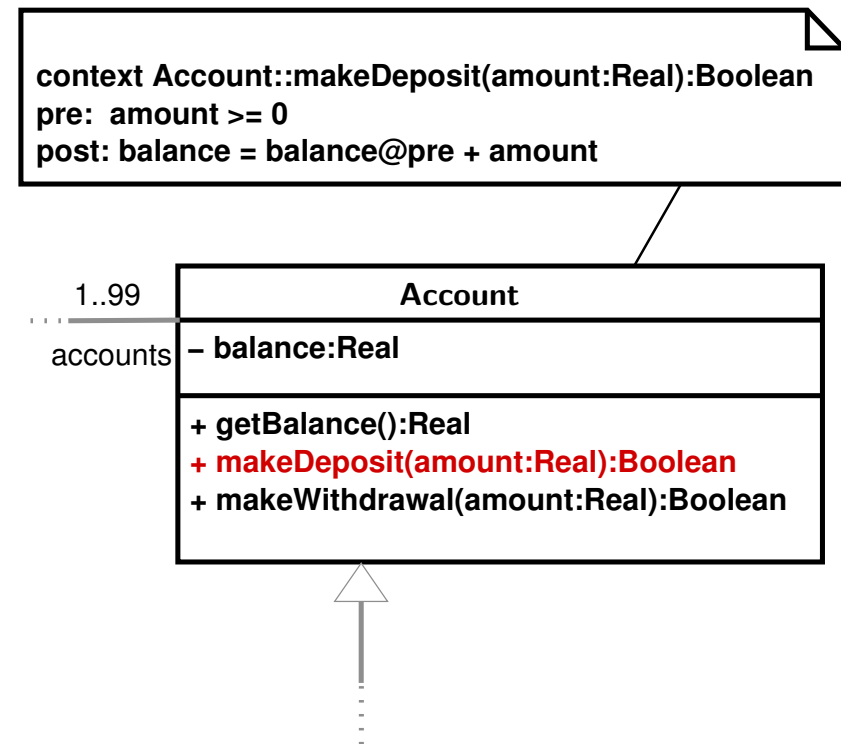 context Account::makeDeposit(amount:Real):Boolean
pre: amount >= 0
post: balance = balance@pre + amount
1..99
Account
accounts
– balance:Real
+ getBalance():Real
+ makeDeposit(amount:Real):Boolean
+ makeWithdrawal(amount:Real):Boolean